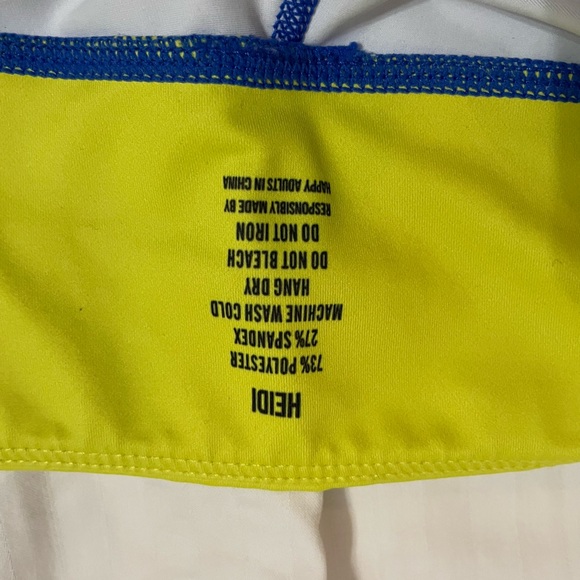 HEIDI
73% POLYESTER
27% SPANDEX
MACHINE WASH COLD
HANG DRY
DO NOT BLEACH
DO NOT IRON
RESPONSIBLY MADE BY
HAPPY ADULTS IN CHINA